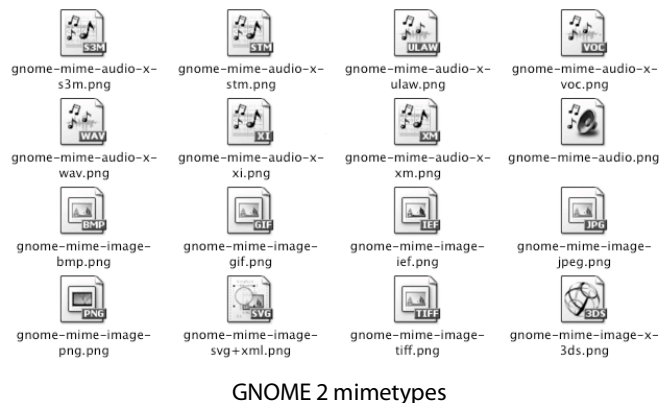 S3M STM ULAW VOC
gnome-mime-audio-x- gnome-mime-audio-x- gnome-mime-audio-x- gnome-mime-audio-x-
s3m.png stm.png ulaw.png voc.png
WAV XI XM
gnome-mime-audio-x- gnome-mime-audio-x- gnome-mime-audio-x- gnome-mime-audio.png
wav.png xi.png xm.png
BMP GIF IEF JPG
gnome-mime-image- gnome-mime-image- gnome-mime-image- gnome-mime-image-
bmp.png gif.png ief.png jpeg.png
PNG SVG TIFF 3DS
gnome-mime-image- gnome-mime-image- gnome-mime-image- gnome-mime-image-x-
png.png svg+xml.png tiff.png 3ds.png
GNOME 2 mimetypes